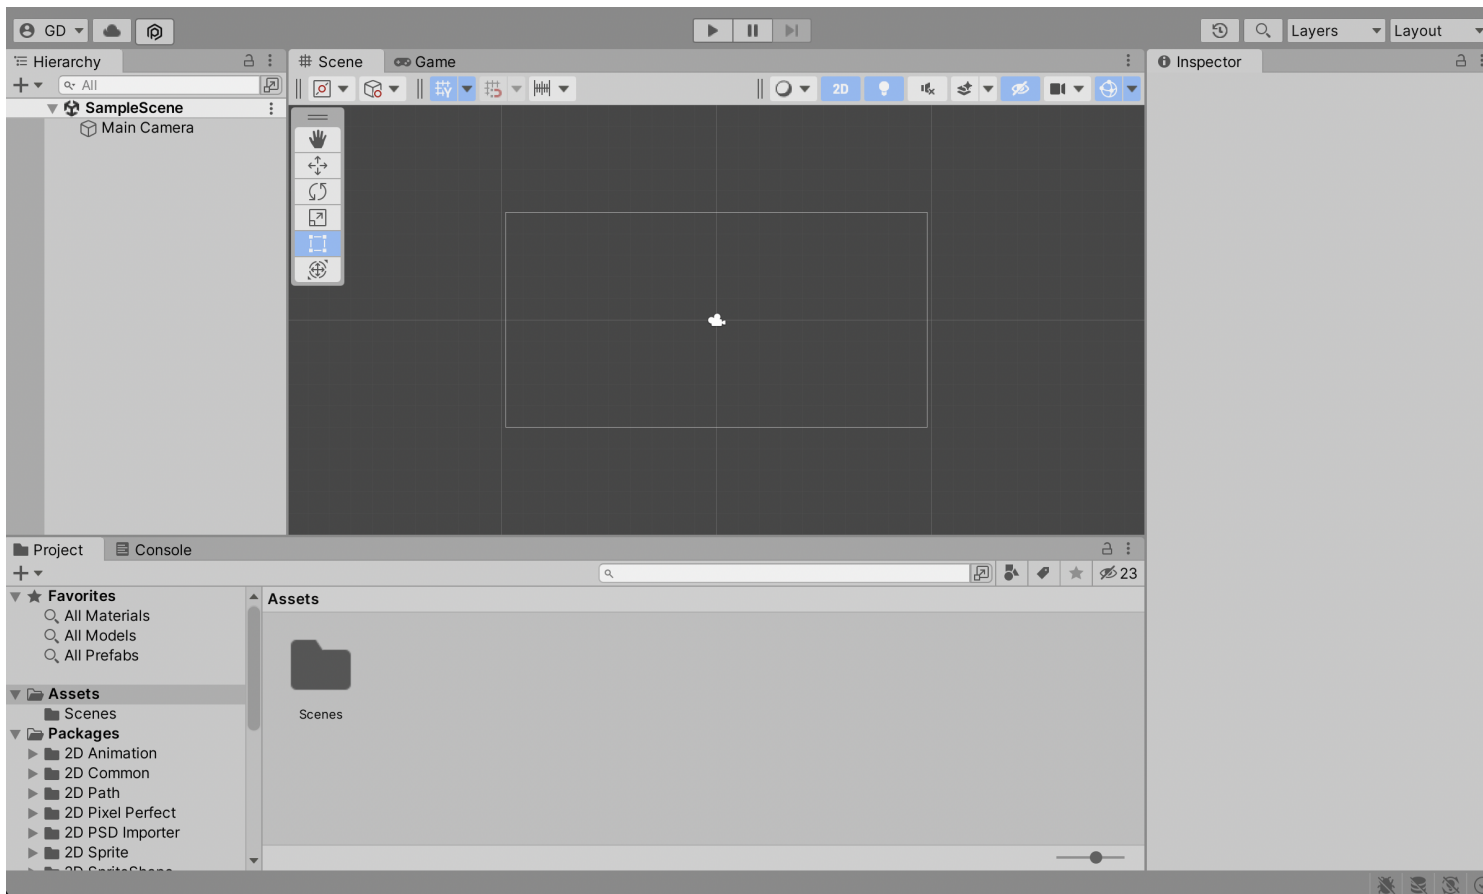 GD
Layers
Layout
Hierarchy
Scene
Game
Inspector
All
2D
SampleScene
Main Camera
Project
Console
23
Favorites
Assets
All Materials
All Models
All Prefabs
Assets
Scenes
Scenes
Packages
2D Animation
2D Common
2D Path
2D Pixel Perfect
2D PSD Importer
2D Sprite
2D SpriteShape